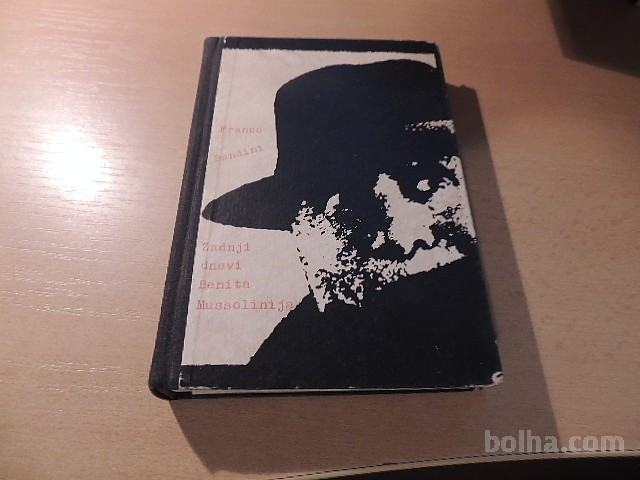 Franco
Bandini
Zadnji
dnevi
Benita
Mussolinija
bolha.com